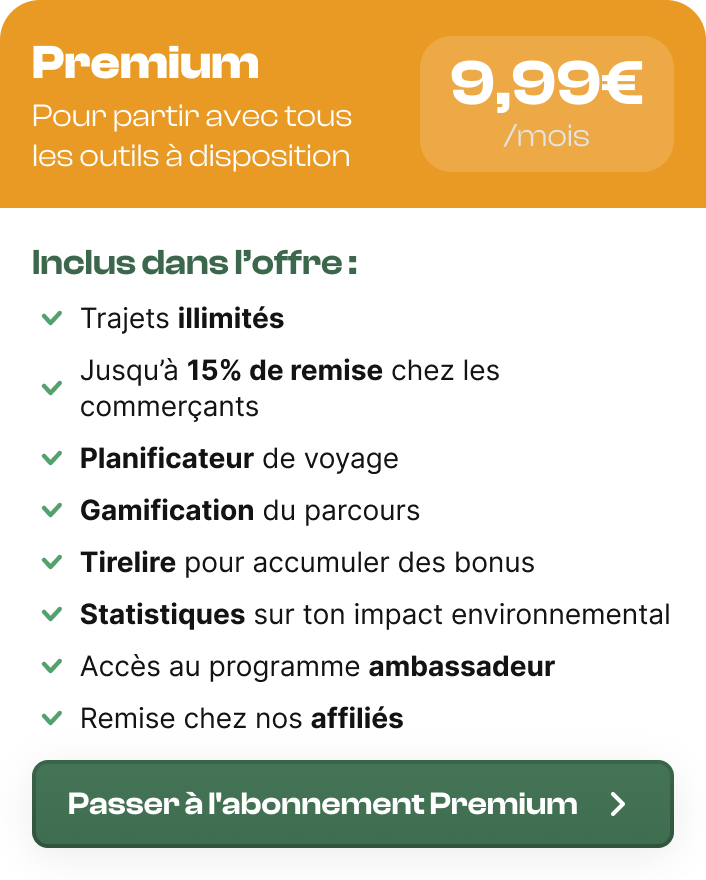 Premium
Pour partir avec tous
les outils à disposition
9,99€
/mois
Inclus dans l’offre :
Trajets illimités
Jusqu’à 15% de remise chez les
commerçants
Planificateur de voyage
Gamification du parcours
Tirelire pour accumuler des bonus
Statistiques sur ton impact environnemental
Accès au programme ambassadeur
Remise chez nos affiliés
Passer à l'abonnement Premium